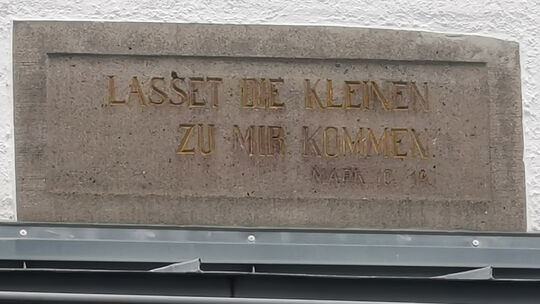 LASSET DIE KLEINEN
ZU MIR KOMMEN.
MARK. 10. 14.